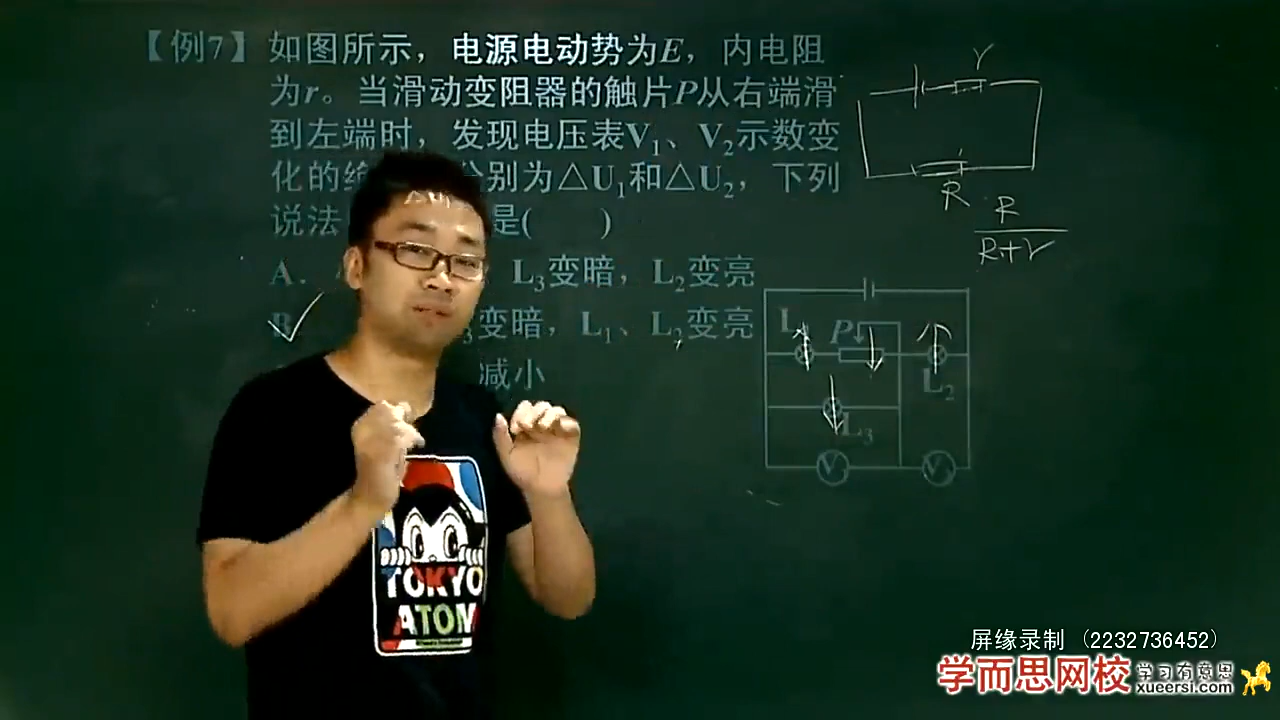 【例7】如图所示，电源电动势为E，内电阻
为r。当滑动变阻器的触片P从右端滑
到左端时，发现电压表V₁、V₂示数变
化的 分别为△U₁和△U₂，下列
说法 是( )
A. L₃变暗，L₂变亮
变暗，L₁、L₂变亮
减小
r
R
R
R+r
P
L₂
L₃
V
V
TOKYO
ATOM
屏缘录制 (2232736452)
学而思网校 学习有意思
xueersi.com